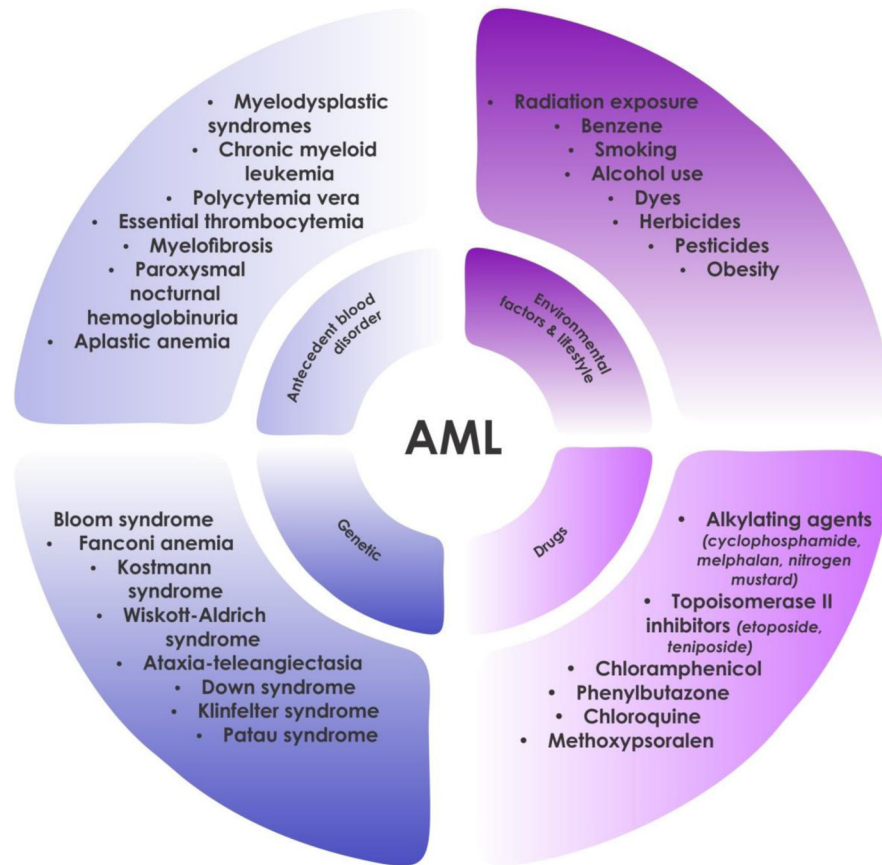 • Myelodysplastic
syndromes
• Chronic myeloid
leukemia
• Polycytemia vera
• Essential thrombocytemia
• Myelofibrosis
• Paroxysmal
nocturnal
hemoglobinuria
• Aplastic anemia
Antecedent blood
disorder
• Radiation exposure
• Benzene
• Smoking
• Alcohol use
• Dyes
• Herbicides
• Pesticides
• Obesity
Environmental
factors & lifestyle
AML
Bloom syndrome
• Fanconi anemia
• Kostmann
syndrome
• Wiskott-Aldrich
syndrome
• Ataxia-teleangiectasia
• Down syndrome
• Klinfelter syndrome
• Patau syndrome
Genetic
Drugs
• Alkylating agents
(cyclophosphamide,
melphalan, nitrogen
mustard)
• Topoisomerase II
inhibitors (etoposide,
teniposide)
• Chloramphenicol
• Phenylbutazone
• Chloroquine
• Methoxypsoralen